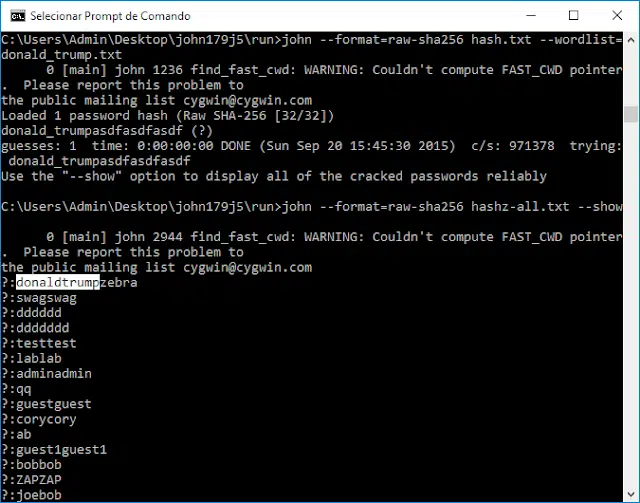 Selecionar Prompt de Comando
C:\Users\Admin\Desktop\john179j5\run>john --format=raw-sha256 hash.txt --wordlist=
donald_trump.txt
0 [main] john 1236 find_fast_cwd: WARNING: Couldn't compute FAST_CWD pointer
.  Please report this problem to
the public mailing list cygwin@cygwin.com
Loaded 1 password hash (Raw SHA-256 [32/32])
donald_trumpasdfasdfasdf (?)
guesses: 1  time: 0:00:00:00 DONE (Sun Sep 20 15:45:30 2015)  c/s: 971378  trying:
donald_trumpasdfasdfasdf
Use the "--show" option to display all of the cracked passwords reliably
C:\Users\Admin\Desktop\john179j5\run>john --format=raw-sha256 hashz-all.txt --show
0 [main] john 2944 find_fast_cwd: WARNING: Couldn't compute FAST_CWD pointer
.  Please report this problem to
the public mailing list cygwin@cygwin.com
?:donaldtrumpzebra
?:swagswag
?:dddddd
?:ddddddd
?:testtest
?:lablab
?:adminadmin
?:qq
?:guestguest
?:corycory
?:ab
?:guest1guest1
?:bobbob
?:ZAPZAP
?:joebob